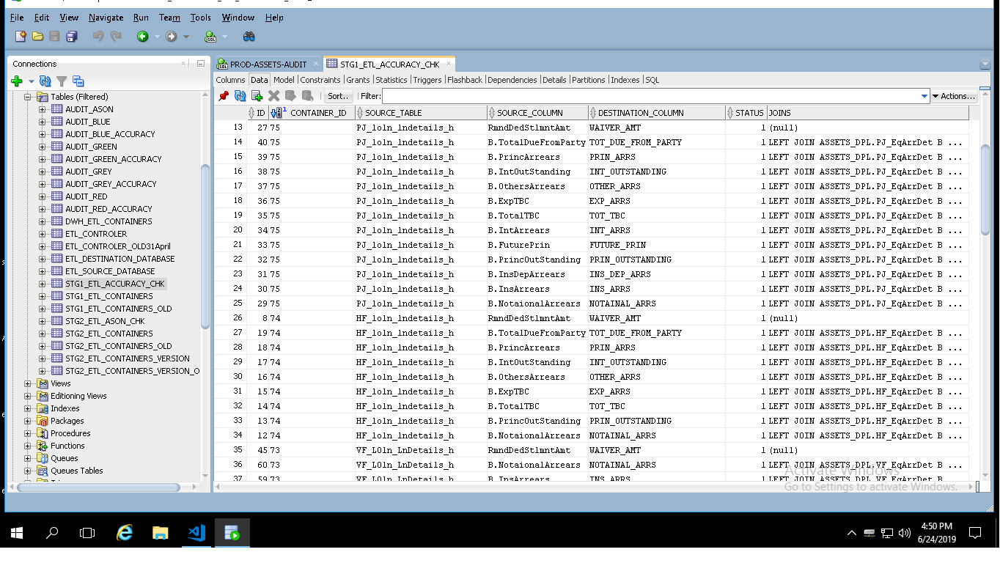 File Edit View Navigate Run Team Tools Window Help
Connections
PROD-ASSETS-AUDIT STG1_ETL_ACCURACY_CHK
Columns Data Model Constraints Grants Statistics Triggers Flashback Dependencies Details Partitions Indexes SQL
Sort.. Filter: Actions...
Tables (Filtered)
AUDIT_ASON
AUDIT_BLUE
AUDIT_BLUE_ACCURACY
AUDIT_GREEN
AUDIT_GREEN_ACCURACY
AUDIT_GREY
AUDIT_GREY_ACCURACY
AUDIT_RED
AUDIT_RED_ACCURACY
DWH_ETL_CONTAINERS
ETL_CONTROLER
ETL_CONTROLER_OLD31April
ETL_DESTINATION_DATABASE
ETL_SOURCE_DATABASE
STG1_ETL_ACCURACY_CHK
STG1_ETL_CONTAINERS
STG1_ETL_CONTAINERS_OLD
STG2_ETL_ASON_CHK
STG2_ETL_CONTAINERS
STG2_ETL_CONTAINERS_OLD
STG2_ETL_CONTAINERS_VERSION
STG2_ETL_CONTAINERS_VERSION_O
Views
Editioning Views
Indexes
Packages
Procedures
Functions
Queues
Queues Tables
ID 1 CONTAINER_ID SOURCE_TABLE SOURCE_COLUMN DESTINATION_COLUMN STATUS JOINS
13 27 75 PJ_loln_lndetails_h RmndDedStlmntAmt WAIVER_AMT 1 (null)
14 40 75 PJ_loln_lndetails_h B.TotalDueFromParty TOT_DUE_FROM_PARTY 1 LEFT JOIN ASSETS_DPL.PJ_EqArrDet B ...
15 39 75 PJ_loln_lndetails_h B.PrincArrears PRIN_ARRS 1 LEFT JOIN ASSETS_DPL.PJ_EqArrDet B ...
16 38 75 PJ_loln_lndetails_h B.IntOutStanding INT_OUTSTANDING 1 LEFT JOIN ASSETS_DPL.PJ_EqArrDet B ...
17 37 75 PJ_loln_lndetails_h B.OthersArrears OTHER_ARRS 1 LEFT JOIN ASSETS_DPL.PJ_EqArrDet B ...
18 36 75 PJ_loln_lndetails_h B.ExpTBC EXP_ARRS 1 LEFT JOIN ASSETS_DPL.PJ_EqArrDet B ...
19 35 75 PJ_loln_lndetails_h B.TotalTBC TOT_TBC 1 LEFT JOIN ASSETS_DPL.PJ_EqArrDet B ...
20 34 75 PJ_loln_lndetails_h B.IntArrears INT_ARRS 1 LEFT JOIN ASSETS_DPL.PJ_EqArrDet B ...
21 33 75 PJ_loln_lndetails_h B.FuturePrin FUTURE_PRIN 1 LEFT JOIN ASSETS_DPL.PJ_EqArrDet B ...
22 32 75 PJ_loln_lndetails_h B.PrincOutStanding PRIN_OUTSTANDING 1 LEFT JOIN ASSETS_DPL.PJ_EqArrDet B ...
23 31 75 PJ_loln_lndetails_h B.InsDepArrears INS_DEP_ARRS 1 LEFT JOIN ASSETS_DPL.PJ_EqArrDet B ...
24 30 75 PJ_loln_lndetails_h B.InsArrears INS_ARRS 1 LEFT JOIN ASSETS_DPL.PJ_EqArrDet B ...
25 29 75 PJ_loln_lndetails_h B.NotaionalArrears NOTAINAL_ARRS 1 LEFT JOIN ASSETS_DPL.PJ_EqArrDet B ...
26 8 74 HF_loln_lndetails_h RmndDedStlmntAmt WAIVER_AMT 1 (null)
27 19 74 HF_loln_lndetails_h B.TotalDueFromParty TOT_DUE_FROM_PARTY 1 LEFT JOIN ASSETS_DPL.HF_EqArrDet B ...
28 18 74 HF_loln_lndetails_h B.PrincArrears PRIN_ARRS 1 LEFT JOIN ASSETS_DPL.HF_EqArrDet B ...
29 17 74 HF_loln_lndetails_h B.IntOutStanding INT_OUTSTANDING 1 LEFT JOIN ASSETS_DPL.HF_EqArrDet B ...
30 16 74 HF_loln_lndetails_h B.OthersArrears OTHER_ARRS 1 LEFT JOIN ASSETS_DPL.HF_EqArrDet B ...
31 15 74 HF_loln_lndetails_h B.ExpTBC EXP_ARRS 1 LEFT JOIN ASSETS_DPL.HF_EqArrDet B ...
32 14 74 HF_loln_lndetails_h B.TotalTBC TOT_TBC 1 LEFT JOIN ASSETS_DPL.HF_EqArrDet B ...
33 13 74 HF_loln_lndetails_h B.PrincOutStanding PRIN_OUTSTANDING 1 LEFT JOIN ASSETS_DPL.HF_EqArrDet B ...
34 12 74 HF_loln_lndetails_h B.NotaionalArrears NOTAINAL_ARRS 1 LEFT JOIN ASSETS_DPL.HF_EqArrDet B ...
35 45 73 VF_L0ln_LnDetails_h RmndDedStlmntAmt WAIVER_AMT 1 (null)
36 60 73 VF_L0ln_LnDetails_h B.NotaionalArrears NOTAINAL_ARRS 1 LEFT JOIN ASSETS_DPL.VF_EqArrDet B ...
37 59 73 VF_L0ln_LnDetails_h B.InsArrears INS_ARRS 1 LEFT JOIN ASSETS_DPL.VF_EqArrDet B
Activate Windows
Go to Settings to activate Windows.
4:50 PM
6/24/2019